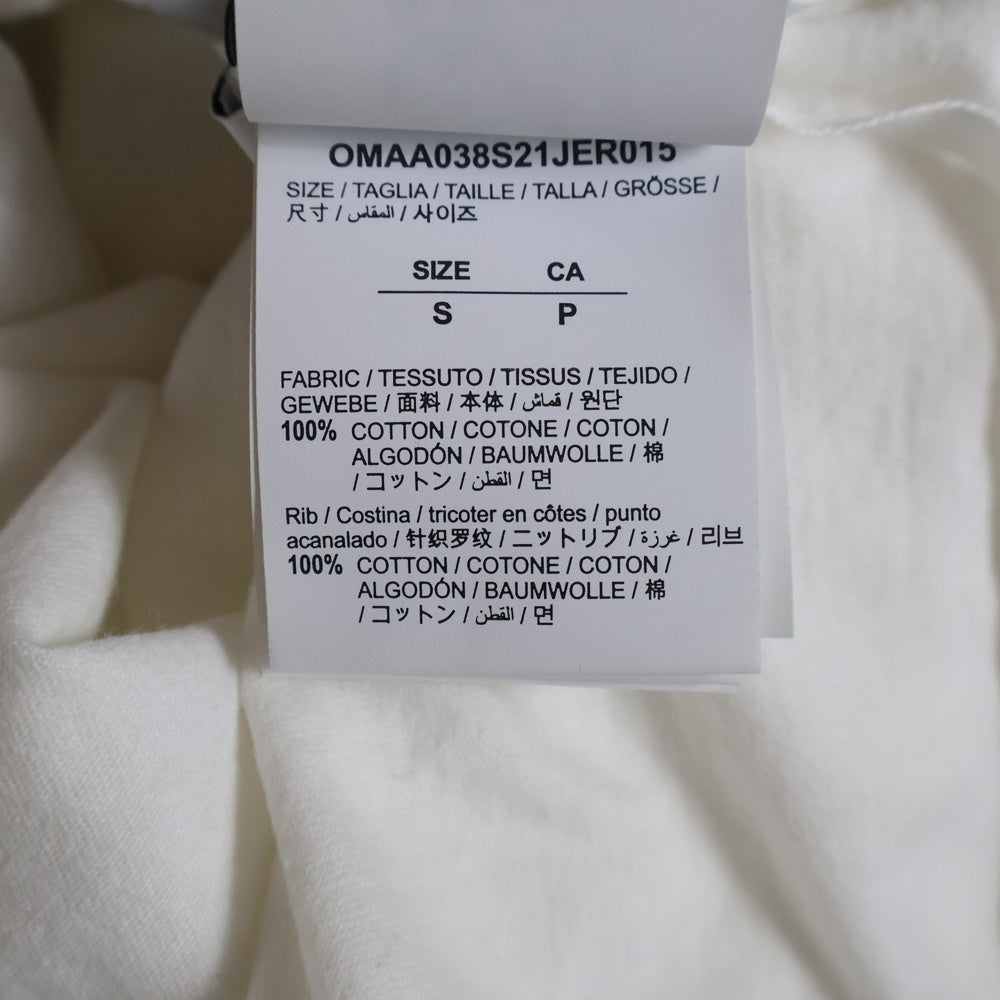 OMAA038S21JER015
SIZE / TAGLIA / TAILLE / TALLA / GRÖSSE /
尺寸 / المقاس / 사이즈
SIZE CA
S P
FABRIC / TESSUTO / TISSUS / TEJIDO /
GEWEBE / 面料 / 本体 / قماش / 원단
100% COTTON / COTONE / COTON /
ALGODÓN / BAUMWOLLE / 棉
/ コットン / القطن / 면
Rib / Costina / tricoter en côtes / punto
acanalado / 针织罗纹 / ニットリブ / غرزة / 리브
100% COTTON / COTONE / COTON /
ALGODÓN / BAUMWOLLE / 棉
/ コットン / القطن / 면